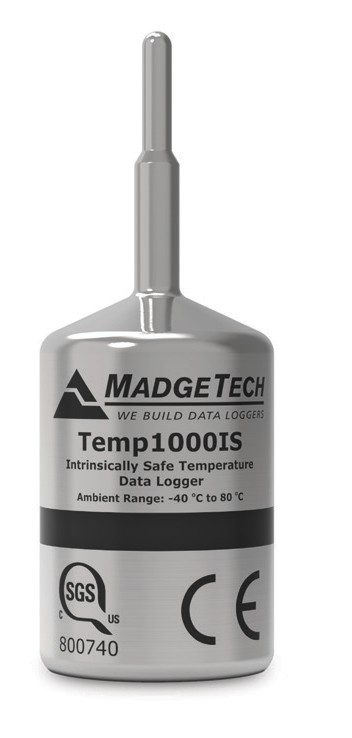 MADGETECH
WE BUILD DATA LOGGERS
Temp1000IS
Intrinsically Safe Temperature
Data Logger
Ambient Range: -40 °C to 80 °C
SGS
C US
800740
CE